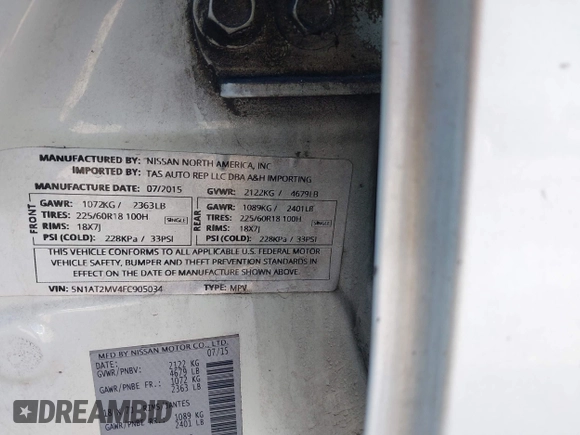 MANUFACTURED BY: NISSAN NORTH AMERICA, INC
IMPORTED BY: TAS AUTO REP LLC DBA A&H IMPORTING
MANUFACTURE DATE: 07/2015 GVWR: 2122KG / 4679LB
FRONT
GAWR: 1072KG / 2363LB
TIRES: 225/60R18 100H
RIMS: 18X7J
PSI (COLD): 228KPa / 33PSI
SINGLE
REAR
GAWR: 1089KG / 2401LB
TIRES: 225/60R18 100H
RIMS: 18X7J
PSI (COLD): 228KPa / 33PSI
SINGLE
THIS VEHICLE CONFORMS TO ALL APPLICABLE U.S. FEDERAL MOTOR
VEHICLE SAFETY, BUMPER AND THEFT PREVENTION STANDARDS IN
EFFECT ON THE DATE OF MANUFACTURE SHOWN ABOVE.
VIN: 5N1AT2MV4FC905034 TYPE: MPV
MFD BY NISSAN MOTOR CO., LTD.
DATE: 07/15
GVWR/PNBV: 2122 KG
4679 LB
GAWR/PNBE FR.: 1072 KG
2363 LB
GAWR/PNBE RR.: 1089 KG
2401 LB
DREAMBID